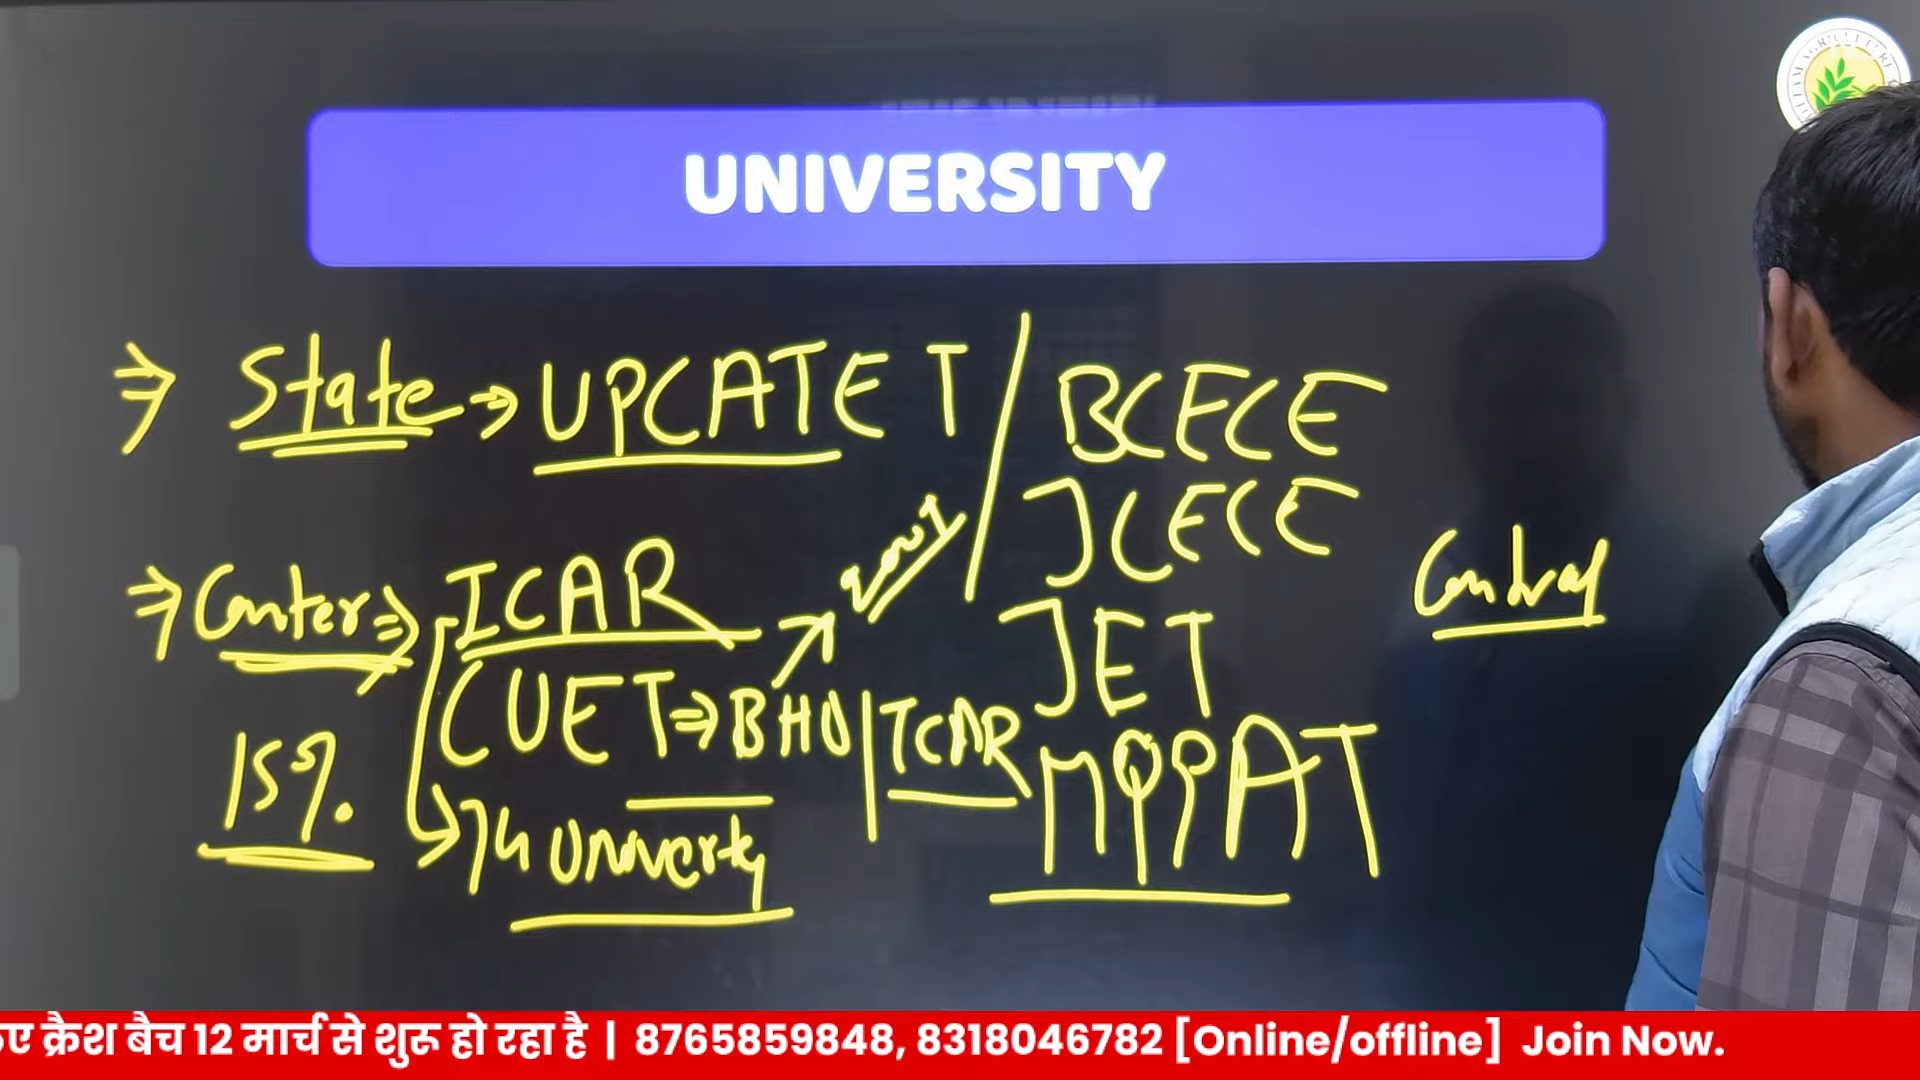 UNIVERSITY
⇒ State → UPCATET / BCECE
JCECE
JET
MPPAT
⇒ Center ⇒ ICAR
CUET ⇒ BHU | ICAR
15%.
74 Univerty
Central
क्रैश बैच 12 मार्च से शुरू हो रहा है | 8765859848, 8318046782 [Online/offline] Join Now.